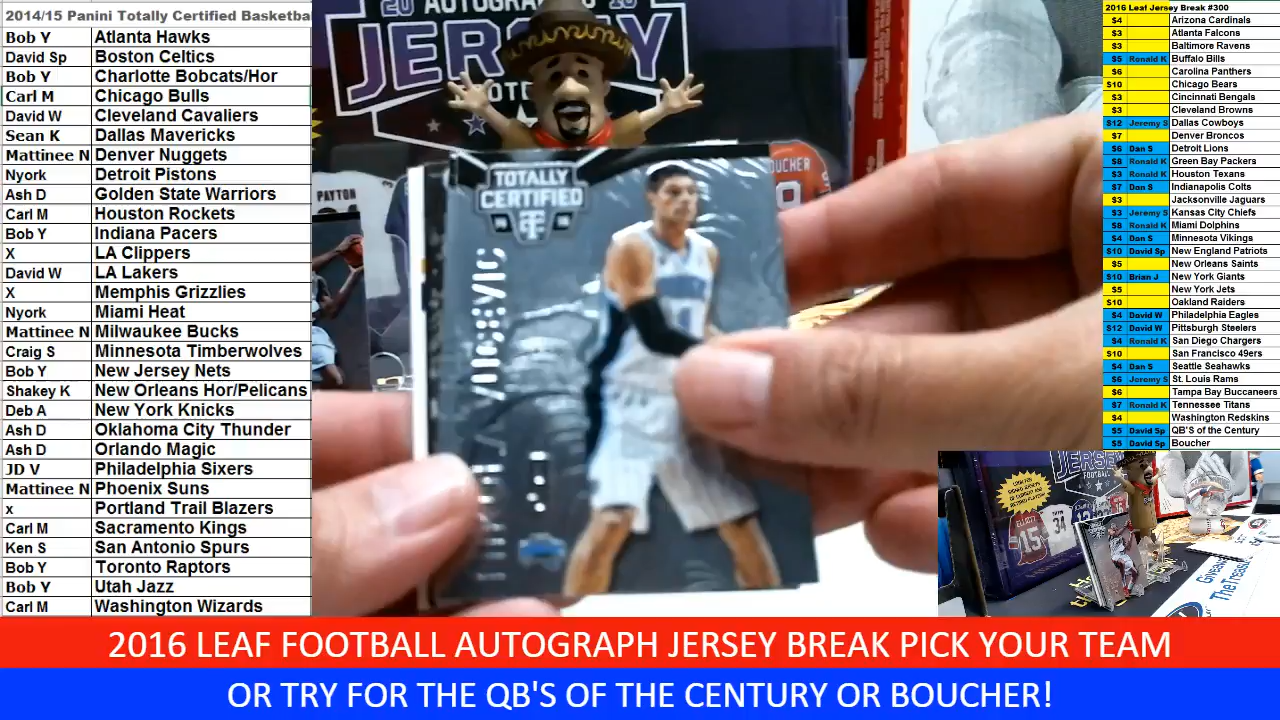 2014/15 Panini Totally Certified Basketba
Bob Y Atlanta Hawks
David Sp Boston Celtics
Bob Y Charlotte Bobcats/Hor
Carl M Chicago Bulls
David W Cleveland Cavaliers
Sean K Dallas Mavericks
Mattinee N Denver Nuggets
Nyork Detroit Pistons
Ash D Golden State Warriors
Carl M Houston Rockets
Bob Y Indiana Pacers
X LA Clippers
David W LA Lakers
X Memphis Grizzlies
Nyork Miami Heat
Mattinee N Milwaukee Bucks
Craig S Minnesota Timberwolves
Bob Y New Jersey Nets
Shakey K New Orleans Hor/Pelicans
Deb A New York Knicks
Ash D Oklahoma City Thunder
Ash D Orlando Magic
JD V Philadelphia Sixers
Mattinee N Phoenix Suns
x Portland Trail Blazers
Carl M Sacramento Kings
Ken S San Antonio Spurs
Bob Y Toronto Raptors
Bob Y Utah Jazz
Carl M Washington Wizards
JERSEY
PAYTON
BOUCHER
TOTALLY
CERTIFIED
2016 Leaf Jersey Break #300
$4 Arizona Cardinals
$3 Atlanta Falcons
$3 Baltimore Ravens
$5 Ronald K Buffalo Bills
$6 Carolina Panthers
$10 Chicago Bears
$3 Cincinnati Bengals
$3 Cleveland Browns
$12 Jeremy S Dallas Cowboys
$7 Denver Broncos
$6 Dan S Detroit Lions
$8 Ronald K Green Bay Packers
$3 Ronald K Houston Texans
$7 Dan S Indianapolis Colts
$3 Jacksonville Jaguars
$3 Jeremy S Kansas City Chiefs
$8 Ronald K Miami Dolphins
$4 Dan S Minnesota Vikings
$10 David Sp New England Patriots
$5 New Orleans Saints
$10 Brian J New York Giants
$5 New York Jets
$10 Oakland Raiders
$4 David W Philadelphia Eagles
$12 David W Pittsburgh Steelers
$4 Ronald K San Diego Chargers
$10 San Francisco 49ers
$4 Dan S Seattle Seahawks
$6 Jeremy S St. Louis Rams
$6 Tampa Bay Buccaneers
$7 Ronald K Tennessee Titans
$4 Washington Redskins
$5 David Sp QB'S of the Century
$5 David Sp Boucher
JERSEY
FOOTBALL
34
15
2016 LEAF FOOTBALL AUTOGRAPH JERSEY BREAK PICK YOUR TEAM
OR TRY FOR THE QB'S OF THE CENTURY OR BOUCHER!